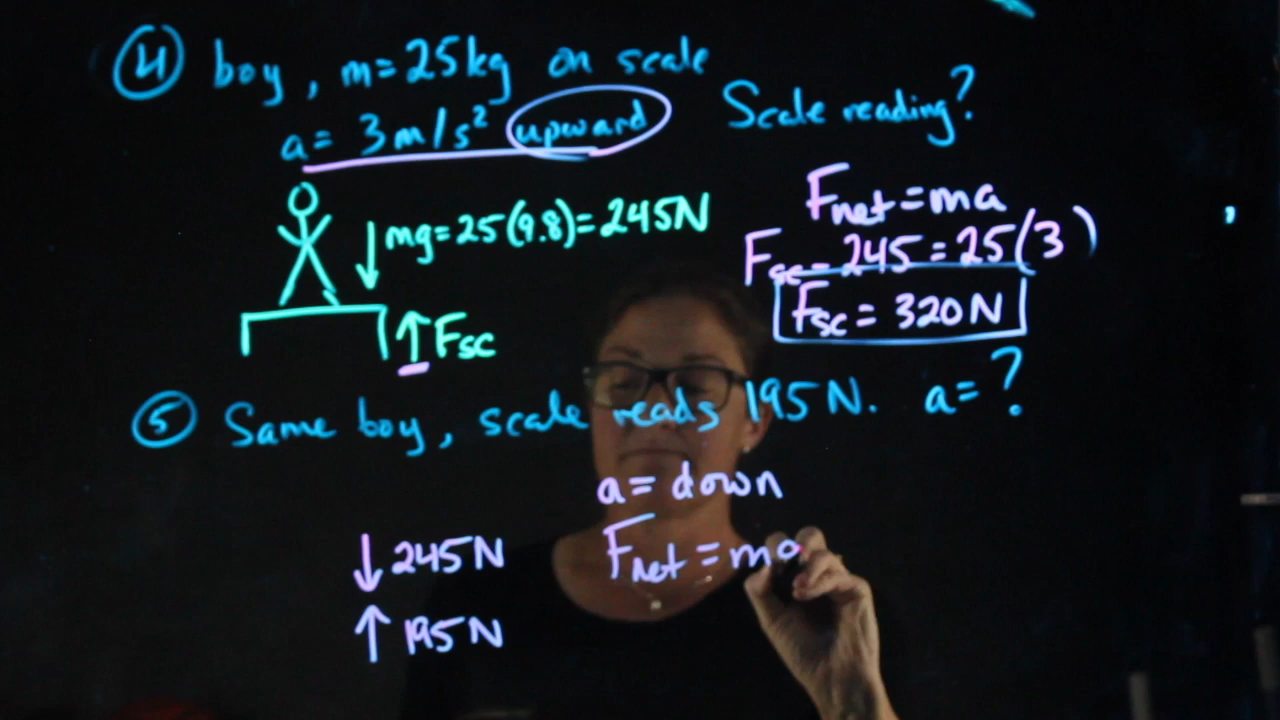 ④ boy, m=25kg on scale
a= 3m/s² upward
Scale reading?
↓mg=25(9.8)=245N
↑Fsc
Fnet=ma
Fsc-245=25(3)
Fsc= 320N
⑤ Same boy, scale reads 195N. a=?
a= down
↓245N
↑195N
Fnet=ma